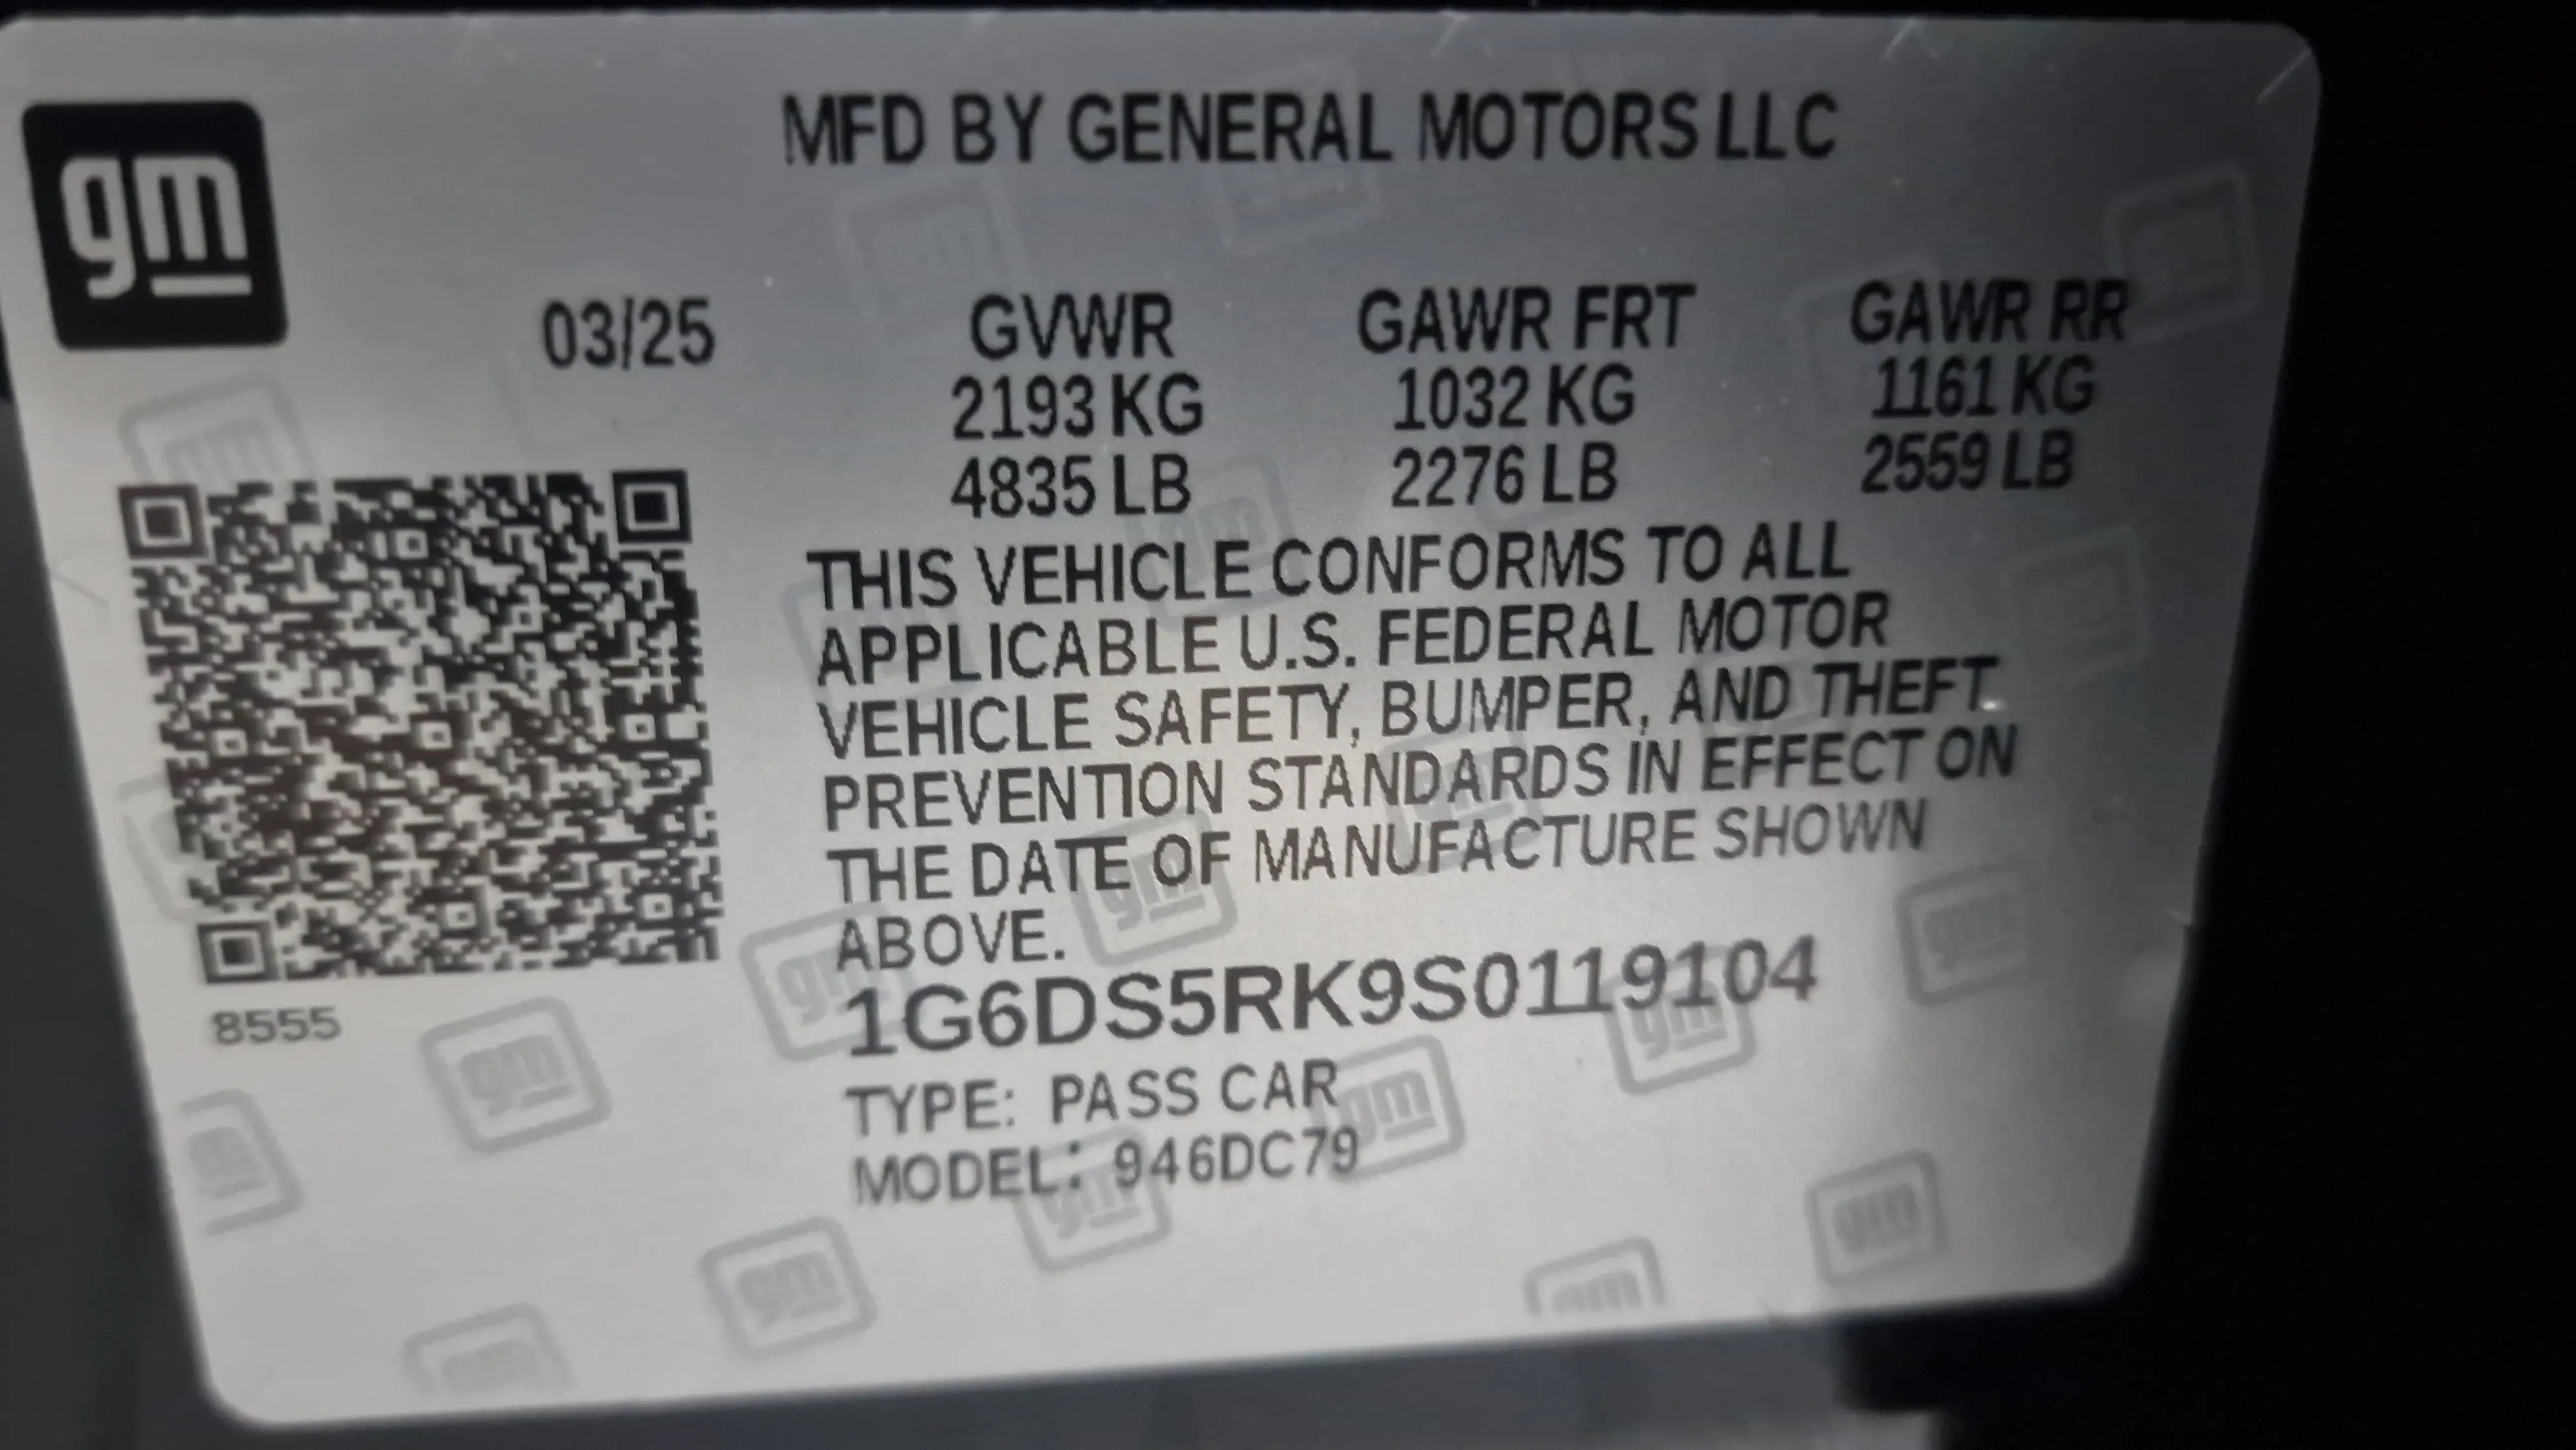 gm
MFD BY GENERAL MOTORS LLC
03/25 GVWR GAWR FRT GAWR RR
2193 KG 1032 KG 1161 KG
4835 LB 2276 LB 2559 LB
THIS VEHICLE CONFORMS TO ALL
APPLICABLE U.S. FEDERAL MOTOR
VEHICLE SAFETY, BUMPER, AND THEFT
PREVENTION STANDARDS IN EFFECT ON
THE DATE OF MANUFACTURE SHOWN
ABOVE.
1G6DS5RK9S0119104
8555
TYPE: PASS CAR
MODEL: 946DC79